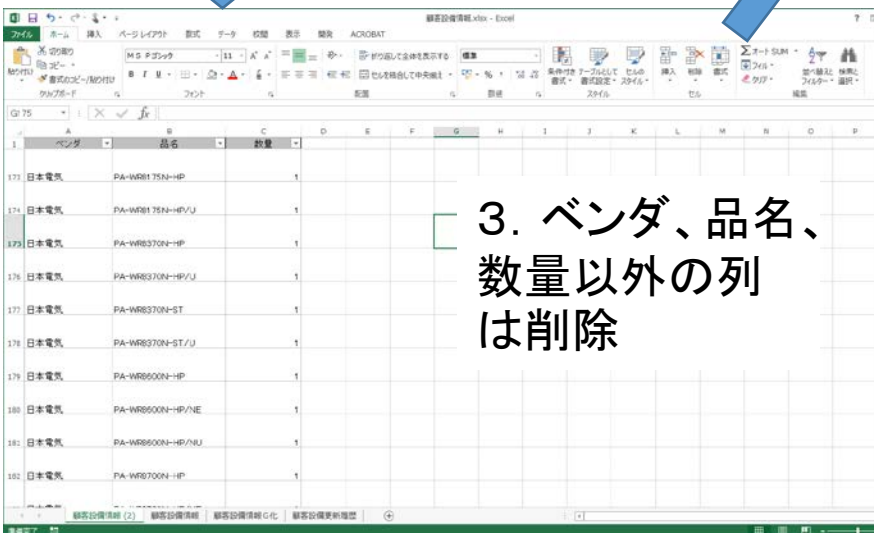 顧客設備情報.xlsx - Excel
ファイル ホーム 挿入 ページ レイアウト 数式 データ 校閲 表示 開発 ACROBAT
切取り
コピー
書式のコピー/貼り付け
貼り付け
MS Pゴシック 11
折り返して全体を表示する
セルを結合して中央揃え
標準
条件付き書式 テーブルとして書式設定 セルのスタイル
挿入 削除 書式
オート SUM
フィル
クリア
並べ替えとフィルター 検索と選択
クリップボード フォント 配置 数値 スタイル セル 編集
G175 fx
A B C D E F G H I J K L M N O P
1 ベンダ 品名 数量
173 日本電気 PA-WR8175N-HP 1
174 日本電気 PA-WR8175N-HP/U 1
175 日本電気 PA-WR8370N-HP 1
176 日本電気 PA-WR8370N-HP/U 1
177 日本電気 PA-WR8370N-ST 1
178 日本電気 PA-WR8370N-ST/U 1
179 日本電気 PA-WR8600N-HP 1
180 日本電気 PA-WR8600N-HP/NE 1
181 日本電気 PA-WR8600N-HP/NU 1
182 日本電気 PA-WR8700N-HP 1
3．ベンダ、品名、
数量以外の列
は削除
顧客設備情報 (2) 顧客設備情報 顧客設備情報G化 顧客設備更新履歴
準備完了